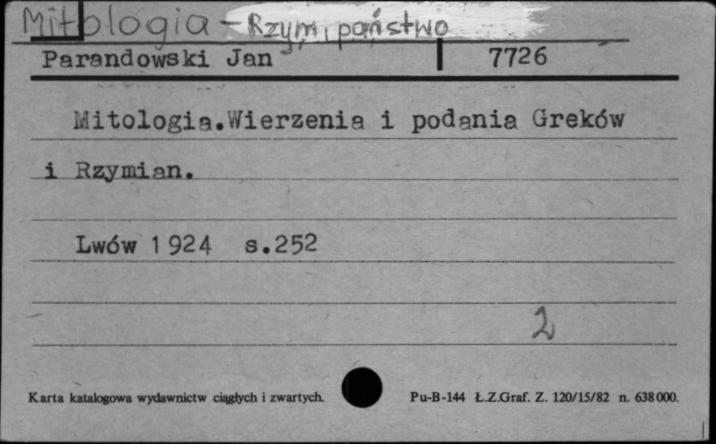 Mitologia - Rzym, państwo
Parandowski Jan 7726
Mitologia.Wierzenia i podania Greków
i Rzymian.
Lwów 1924 s.252
2
Karta katalogowa wydawnictw ciągłych i zwartych. Pu-B-144 Ł.Z.Graf. Z. 120/15/82 n. 638000.